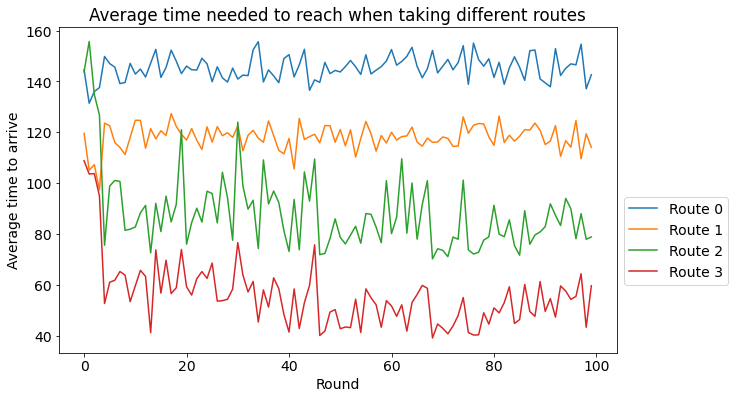 Average time needed to reach when taking different routes
Average time to arrive
160
140
120
100
80
60
40
0
20
40
60
80
100
Round
Route 0
Route 1
Route 2
Route 3